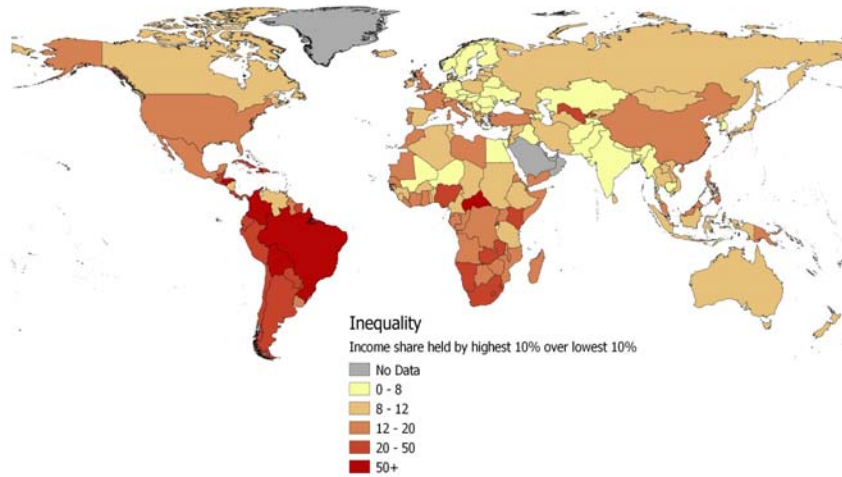 Inequality
Income share held by highest 10% over lowest 10%
No Data
0 - 8
8 - 12
12 - 20
20 - 50
50+